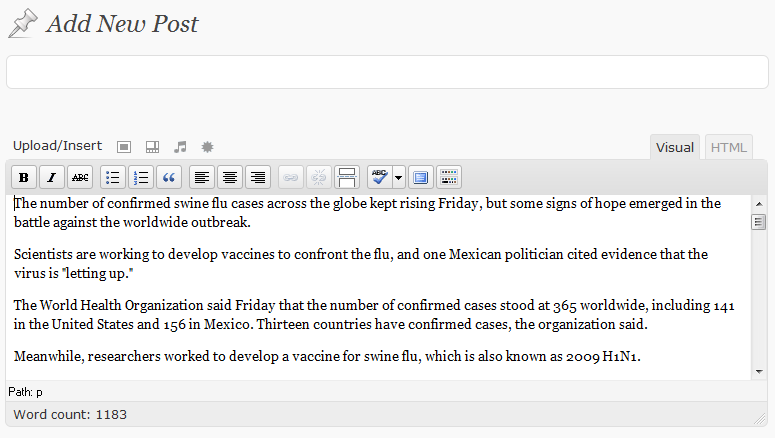 Add New Post
Upload/Insert
Visual
HTML
B I ABC ABC
The number of confirmed swine flu cases across the globe kept rising Friday, but some signs of hope emerged in the
battle against the worldwide outbreak.
Scientists are working to develop vaccines to confront the flu, and one Mexican politician cited evidence that the
virus is "letting up."
The World Health Organization said Friday that the number of confirmed cases stood at 365 worldwide, including 141
in the United States and 156 in Mexico. Thirteen countries have confirmed cases, the organization said.
Meanwhile, researchers worked to develop a vaccine for swine flu, which is also known as 2009 H1N1.
Path: p
Word count: 1183